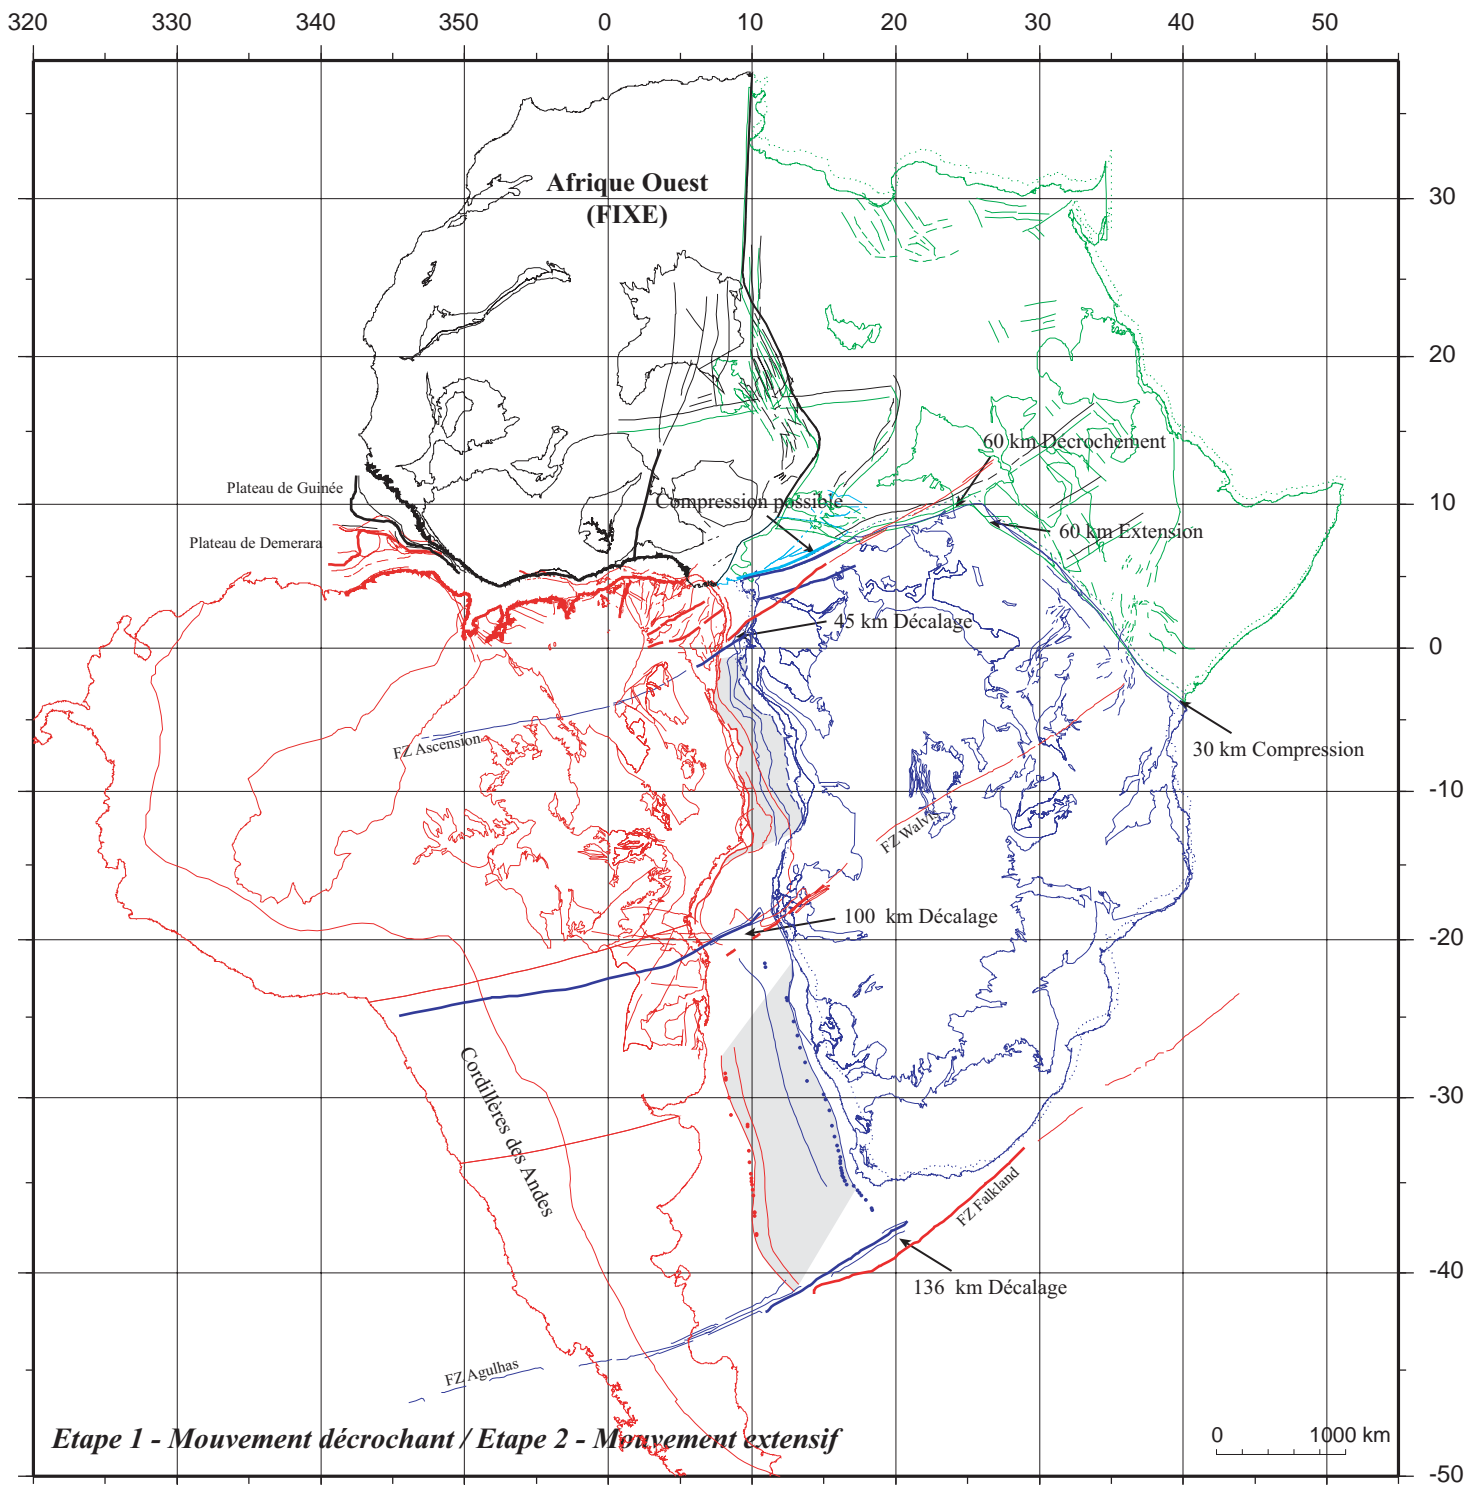 320 330 340 350 0 10 20 30 40 50
Afrique Ouest
(FIXE)
30
20
60 km Décrochement
Plateau de Guinée
Compression possible
10
60 km Extension
Plateau de Demerara
45 km Décalage
0
FZ Ascension
30 km Compression
-10
FZ Walvis
100 km Décalage
-20
Cordillères des Andes
-30
FZ Falkland
-40
136 km Décalage
FZ Agulhas
Etape 1 - Mouvement décrochant / Etape 2 - Mouvement extensif
0 1000 km
-50